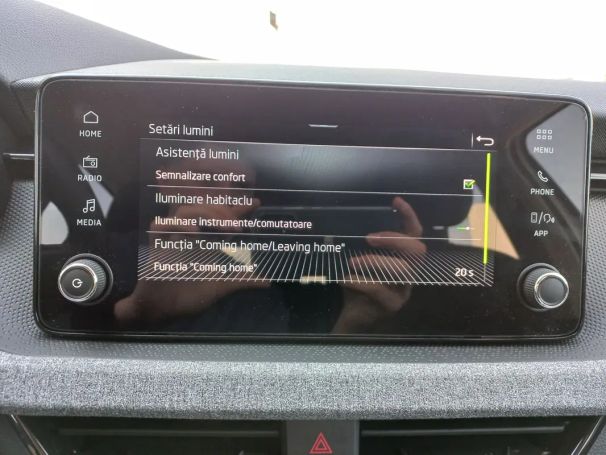 HOME
RADIO
MEDIA
Setări lumini
Asistență lumini
Semnalizare confort
Iluminare habitaclu
Iluminare instrumente/comutatoare
Funcția "Coming home/Leaving home"
Funcția "Coming home"
20 s
MENU
PHONE
APP